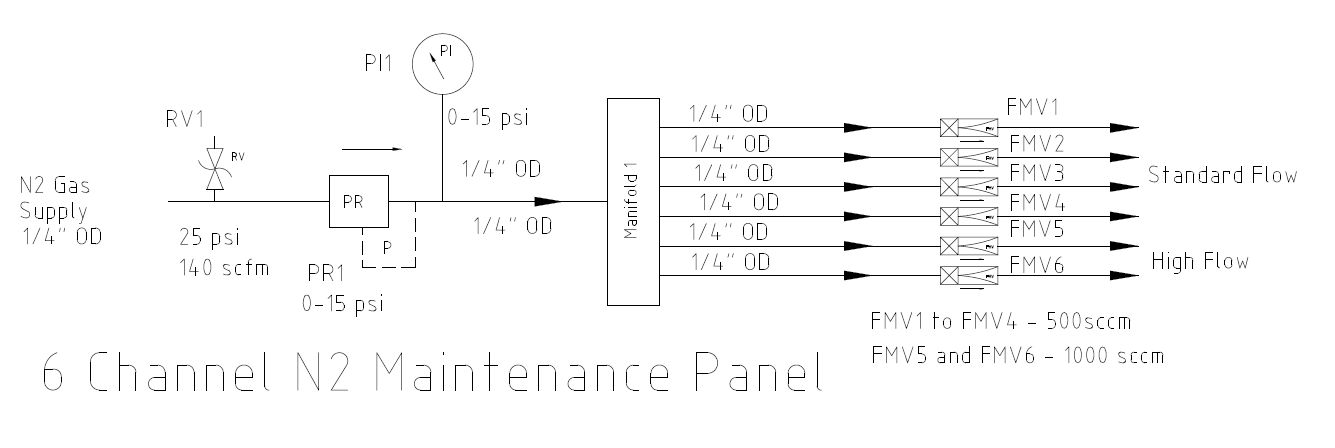 PI
PI1
0-15 psi
RV1
RV
N2 Gas
Supply
1/4" OD
25 psi
140 scfm
PR
P
PR1
0-15 psi
1/4" OD
1/4" OD
Manifold 1
1/4" OD
1/4" OD
1/4" OD
1/4" OD
1/4" OD
1/4" OD
FMV1
FMV2
FMV3
FMV4
FMV5
FMV6
Standard Flow
High Flow
FMV1 to FMV4 - 500sccm
FMV5 and FMV6 - 1000 sccm
6 Channel N2 Maintenance Panel